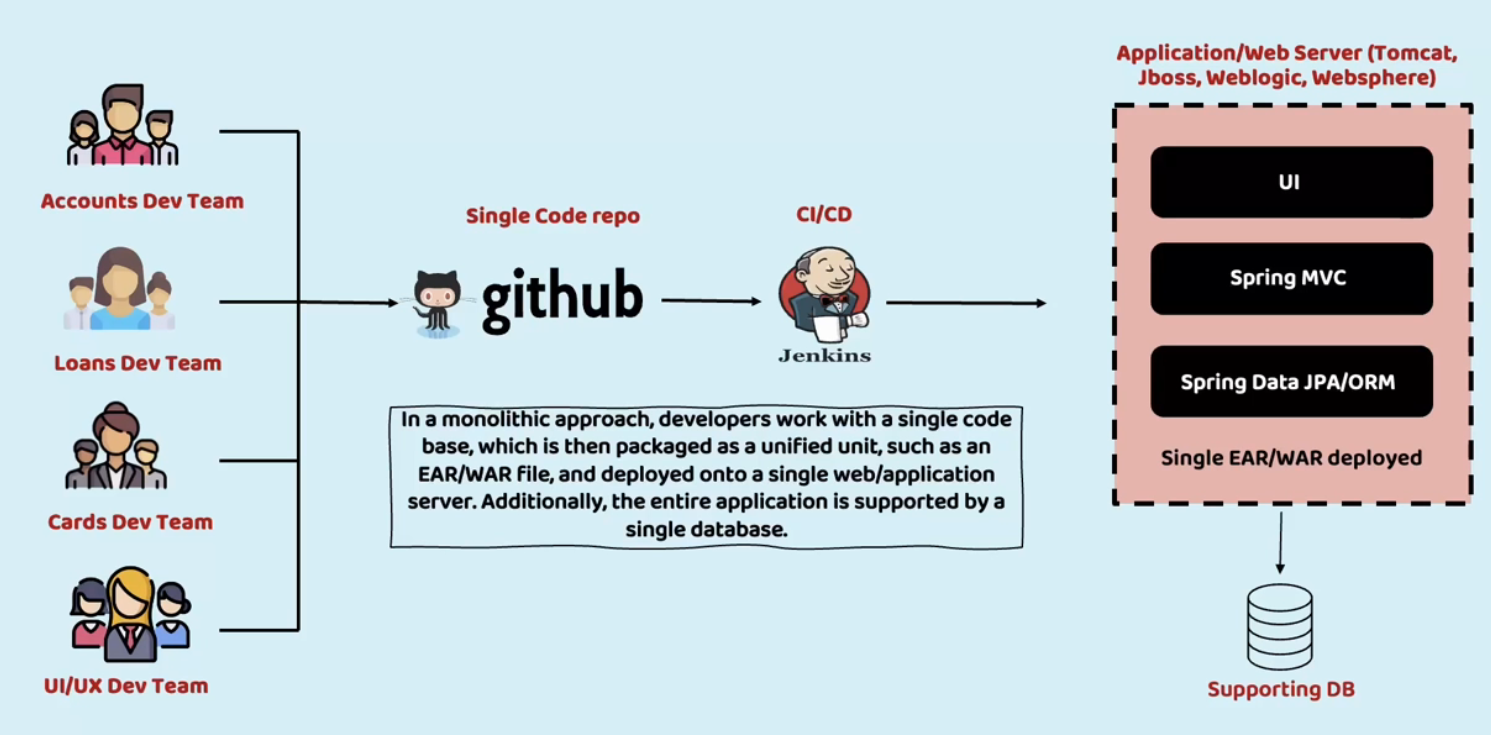 Application/Web Server (Tomcat,
Jboss, Weblogic, Websphere)
Accounts Dev Team
Loans Dev Team
Cards Dev Team
UI/UX Dev Team
Single Code repo
github
CI/CD
Jenkins
In a monolithic approach, developers work with a single code
base, which is then packaged as a unified unit, such as an
EAR/WAR file, and deployed onto a single web/application
server. Additionally, the entire application is supported by a
single database.
UI
Spring MVC
Spring Data JPA/ORM
Single EAR/WAR deployed
Supporting DB